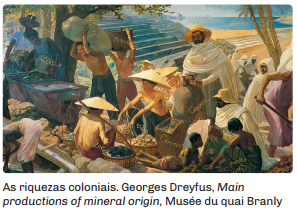 As riquezas coloniais. Georges Dreyfus, Main
productions of mineral origin, Musée du quai Branly